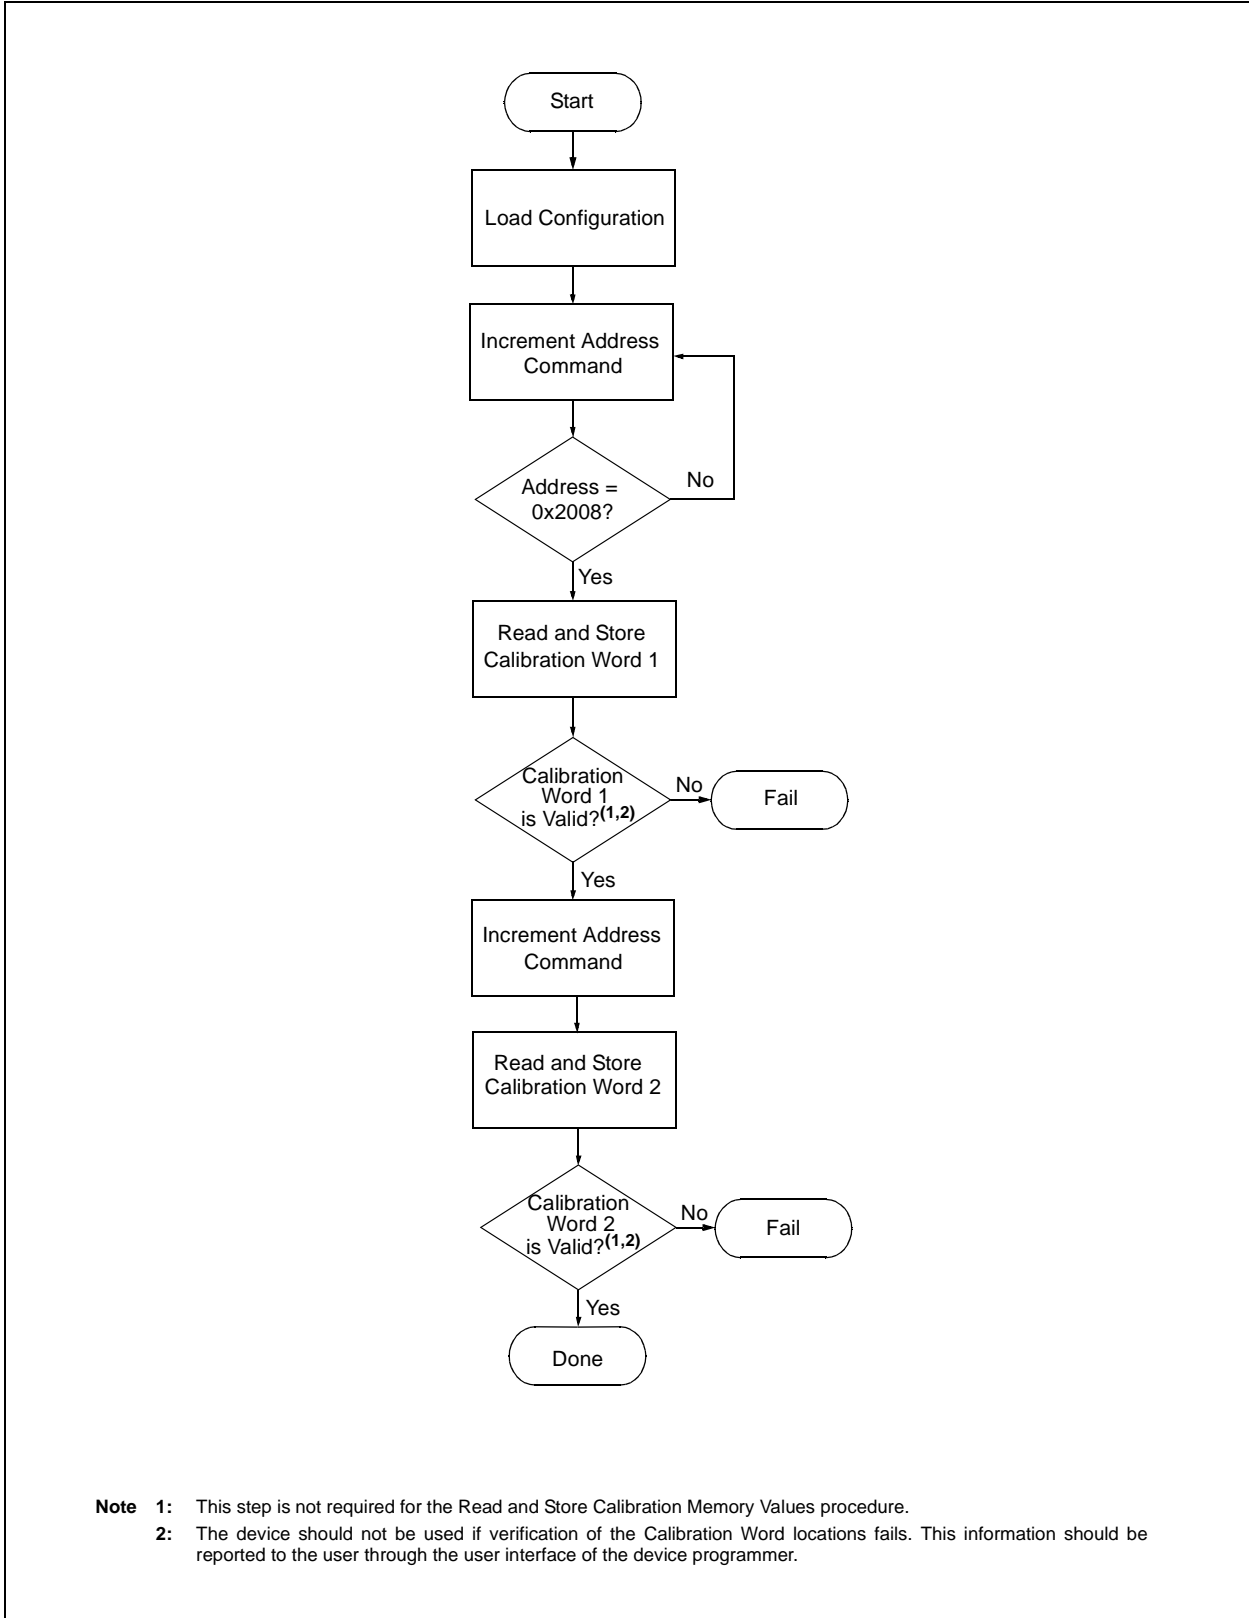 Start
Load Configuration
Increment Address
Command
Address =
0x2008?
No
Yes
Read and Store
Calibration Word 1
Calibration
Word 1
is Valid?(1,2)
No
Fail
Yes
Increment Address
Command
Read and Store
Calibration Word 2
Calibration
Word 2
is Valid?(1,2)
No
Fail
Yes
Done
Note 1: This step is not required for the Read and Store Calibration Memory Values procedure.
2: The device should not be used if verification of the Calibration Word locations fails. This information should be
reported to the user through the user interface of the device programmer.